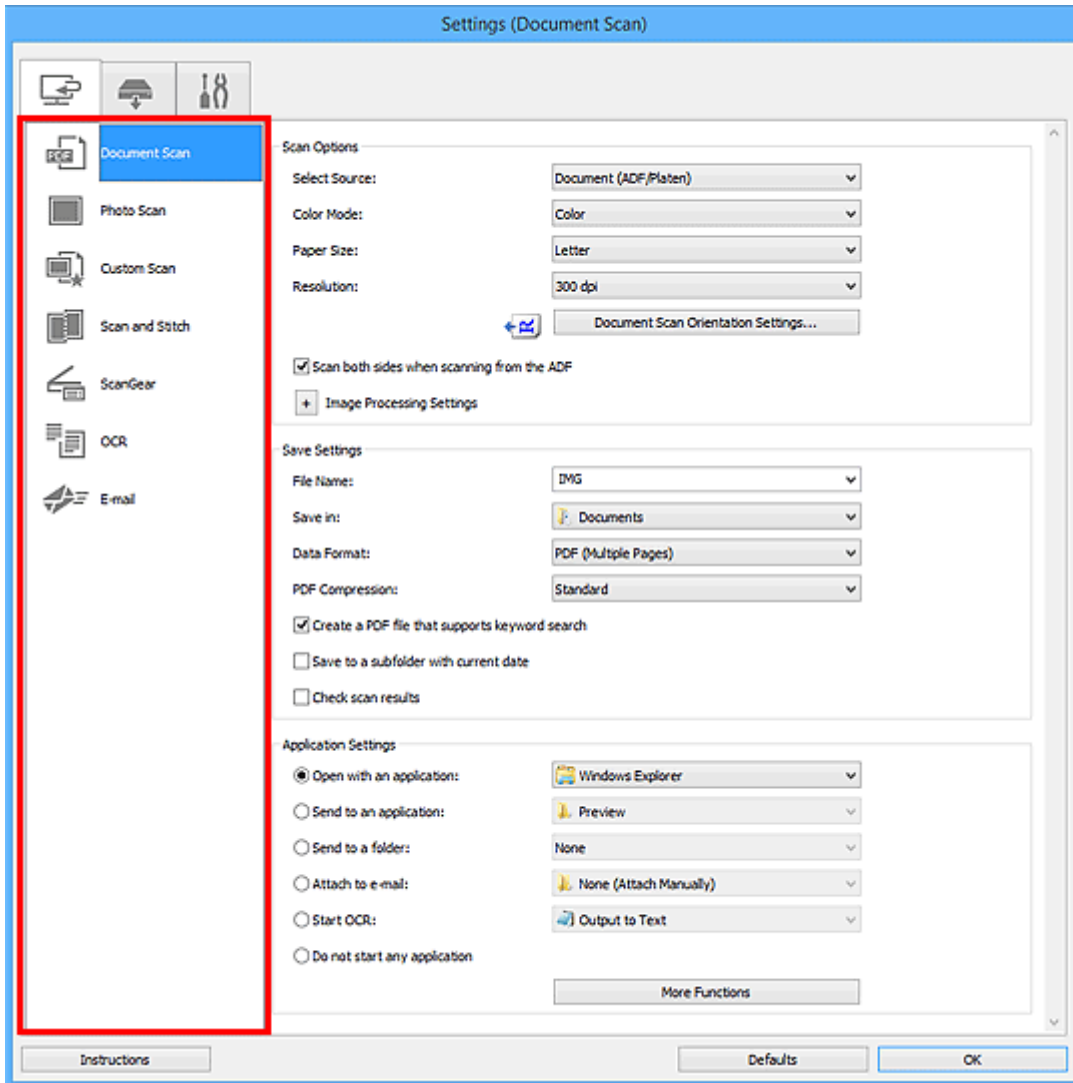 Settings (Document Scan)
Document Scan
Photo Scan
Custom Scan
Scan and Stitch
ScanGear
OCR
E-mail
Scan Options
Select Source: Document (ADF/Platen)
Color Mode: Color
Paper Size: Letter
Resolution: 300 dpi
Document Scan Orientation Settings...
Scan both sides when scanning from the ADF
+ Image Processing Settings
Save Settings
File Name: IMG
Save in: Documents
Data Format: PDF (Multiple Pages)
PDF Compression: Standard
Create a PDF file that supports keyword search
Save to a subfolder with current date
Check scan results
Application Settings
Open with an application: Windows Explorer
Send to an application: Preview
Send to a folder: None
Attach to e-mail: None (Attach Manually)
Start OCR: Output to Text
Do not start any application
More Functions
Instructions Defaults OK